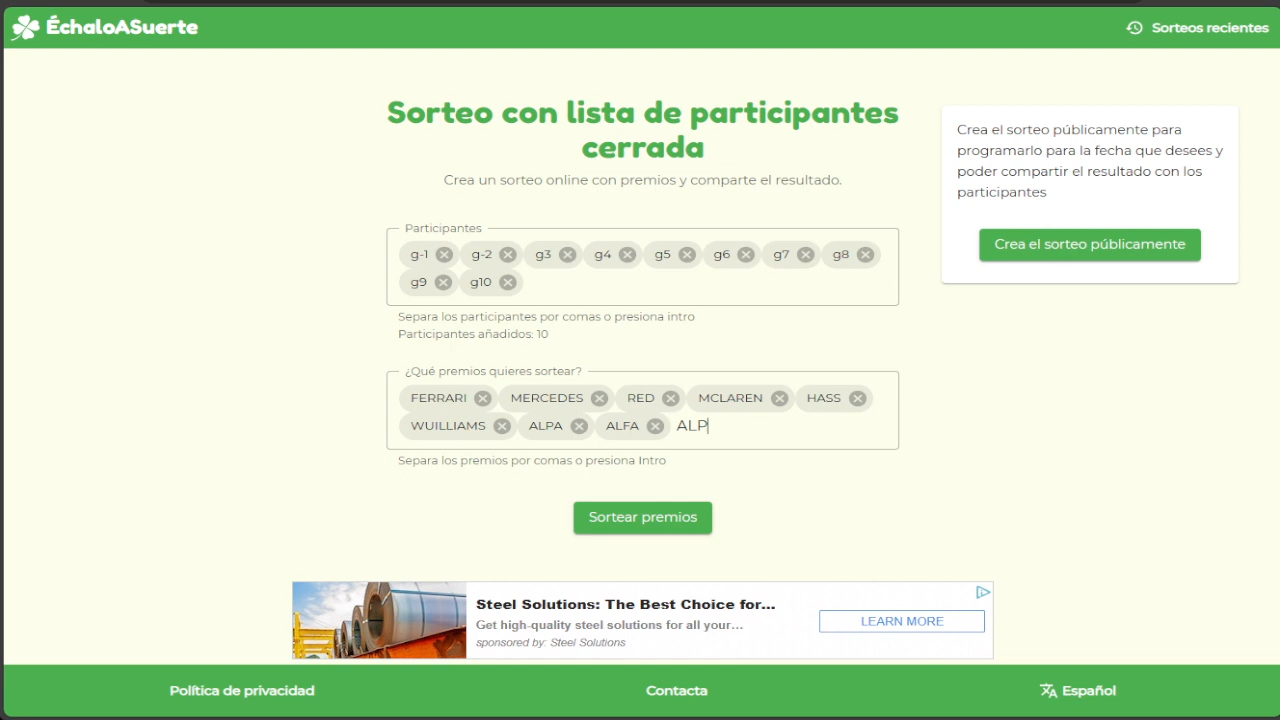 ÉchaloASuerte
Sorteos recientes
Sorteo con lista de participantes
cerrada
Crea un sorteo online con premios y comparte el resultado.
Crea el sorteo públicamente para
programarlo para la fecha que desees y
poder compartir el resultado con los
participantes
Crea el sorteo públicamente
Participantes
g-1 g-2 g3 g4 g5 g6 g7 g8
g9 g10
Separa los participantes por comas o presiona intro
Participantes añadidos: 10
¿Qué premios quieres sortear?
FERRARI MERCEDES RED MCLAREN HASS
WUILLIAMS ALPA ALFA ALP
Separa los premios por comas o presiona Intro
Sortear premios
Steel Solutions: The Best Choice for...
Get high-quality steel solutions for all your...
sponsored by: Steel Solutions
LEARN MORE
Política de privacidad
Contacta
Español